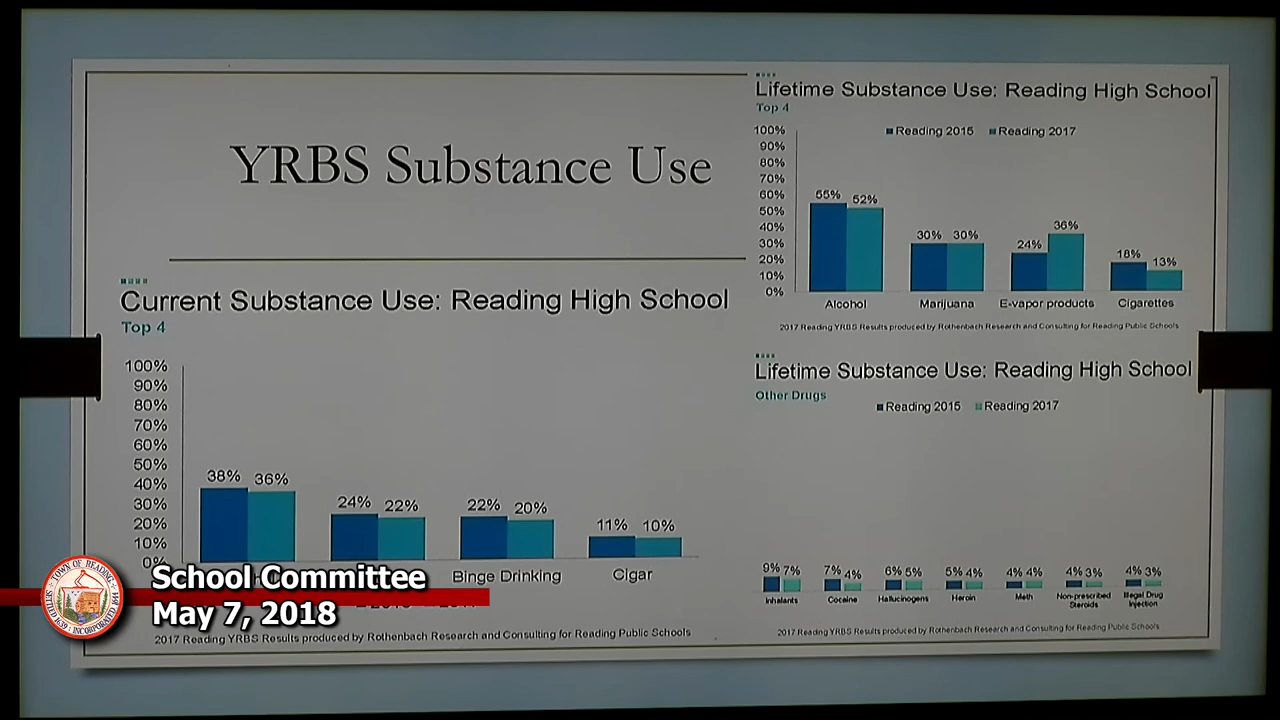 YRBS Substance Use
Current Substance Use: Reading High School
Top 4
100%
90%
80%
70%
60%
50%
40%
30%
20%
10%
0%
38% 36%
24% 22%
22% 20%
11% 10%
Binge Drinking Cigar
2017 Reading YRBS Results produced by Rothenbach Research and Consulting for Reading Public Schools
Lifetime Substance Use: Reading High School
Top 4
Reading 2015 Reading 2017
100%
90%
80%
70%
60%
50%
40%
30%
20%
10%
0%
55% 52%
30% 30%
24% 36%
18% 13%
Alcohol Marijuana E-vapor products Cigarettes
2017 Reading YRBS Results produced by Rothenbach Research and Consulting for Reading Public Schools
Lifetime Substance Use: Reading High School
Other Drugs
Reading 2015 Reading 2017
9% 7% 7% 4% 6% 5% 5% 4% 4% 4% 4% 3% 4% 3%
Inhalants Cocaine Hallucinogens Heroin Meth Non-prescribed Steroids Illegal Drug Injection
2017 Reading YRBS Results produced by Rothenbach Research and Consulting for Reading Public Schools
TOWN OF READING
SETTLED 1639 INCORPORATED 1644
School Committee
May 7, 2018